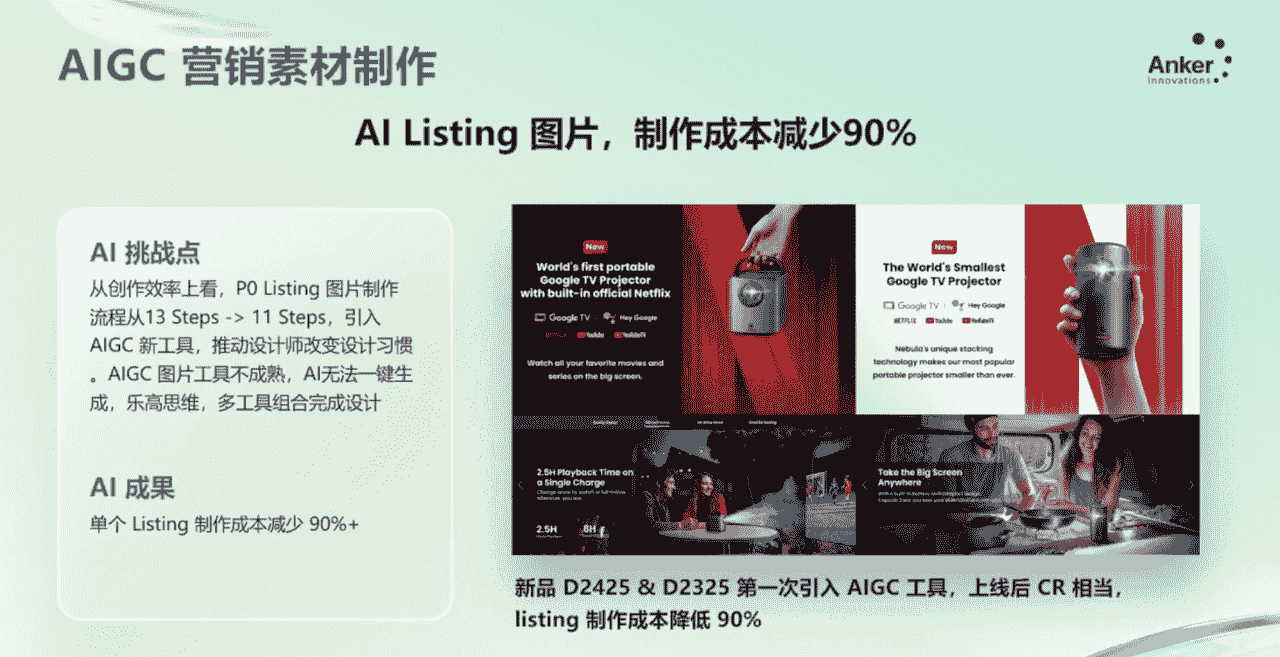 AIGC 营销素材制作
Anker
Innovations
AI Listing 图片，制作成本减少90%
AI 挑战点
从创作效率上看，P0 Listing 图片制作
流程从13 Steps -> 11 Steps，引入
AIGC 新工具，推动设计师改变设计习惯
。AIGC 图片工具不成熟，AI无法一键生
成，乐高思维，多工具组合完成设计
AI 成果
单个 Listing 制作成本减少 90%+
New
World's first portable
Google TV Projector
with built-in official Netflix
Google TV
Hey Google
YouTube
Watch all your favorite movies and
series on the big screen.
New
The World's Smallest
Google TV Projector
Google TV
Hey Google
NETFLIX
YouTube
Nebula's unique stacking
technology makes our most popular
portable projector smaller than ever.
2.5H Playback Time on
a Single Charge
2.5H
8H
Take the Big Screen
Anywhere
新品 D2425 & D2325 第一次引入 AIGC 工具，上线后 CR 相当，
listing 制作成本降低 90%